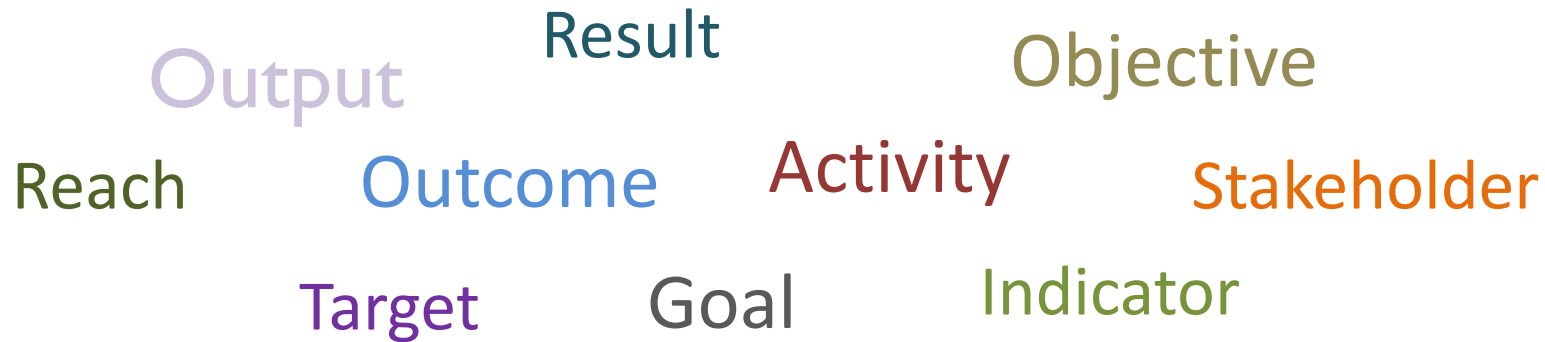 Result
Output
Objective
Reach
Outcome
Activity
Stakeholder
Target
Goal
Indicator